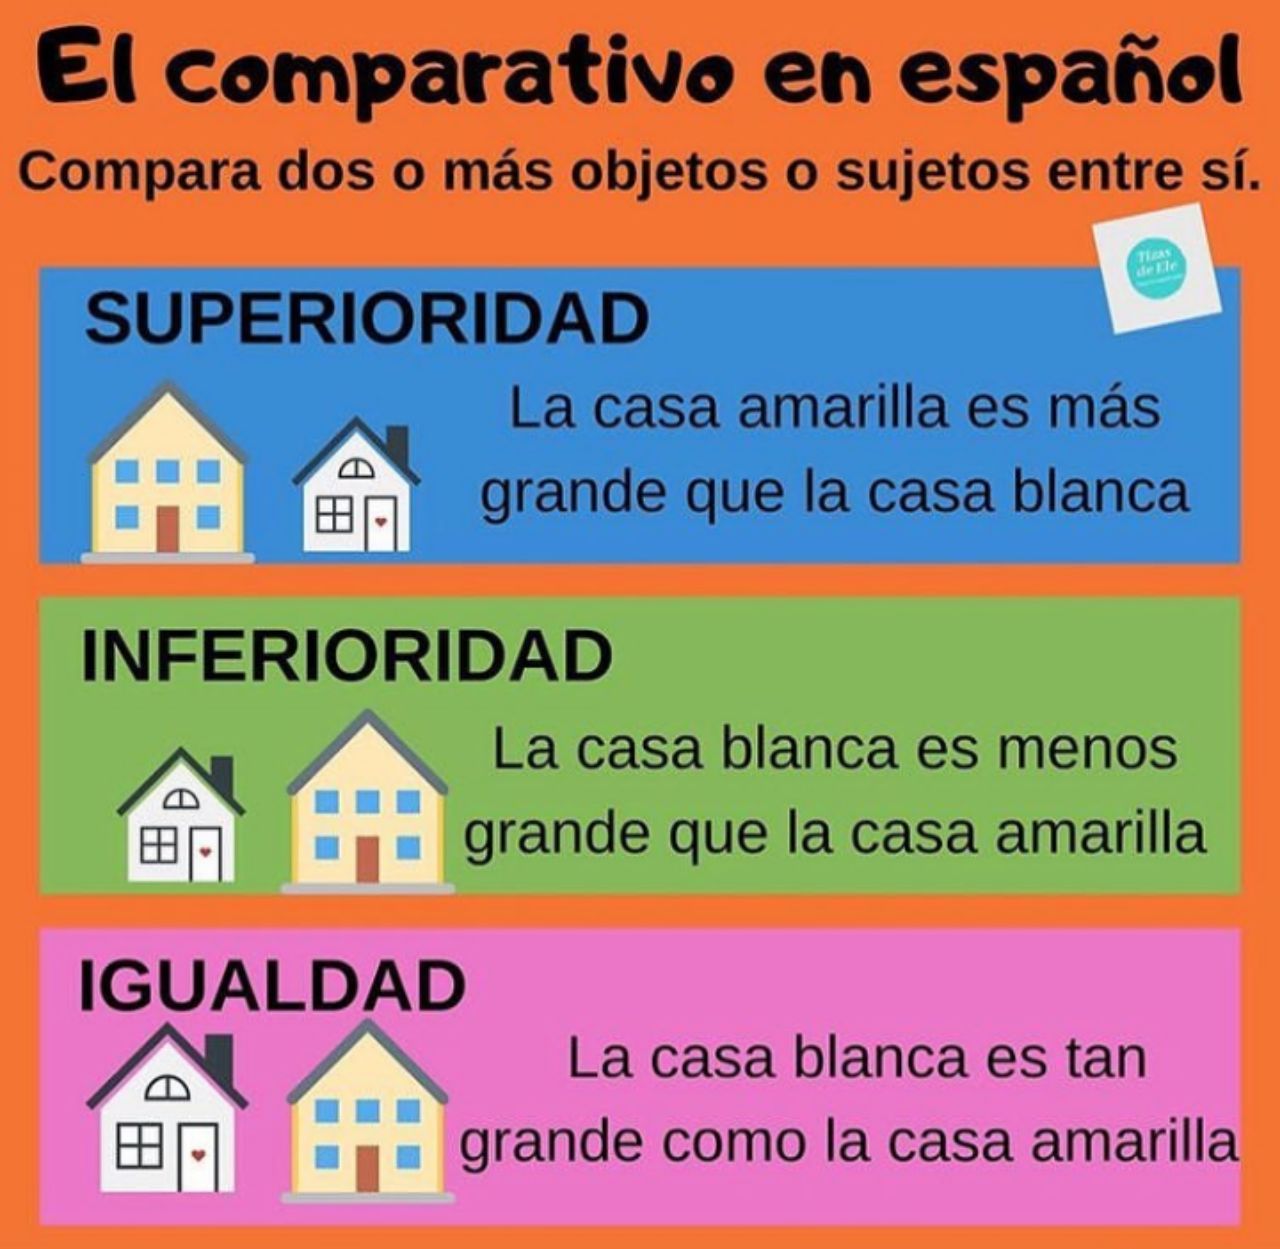 El comparativo en español
Compara dos o más objetos o sujetos entre sí.
Tizas
de Ele
SUPERIORIDAD
La casa amarilla es más
grande que la casa blanca
INFERIORIDAD
La casa blanca es menos
grande que la casa amarilla
IGUALDAD
La casa blanca es tan
grande como la casa amarilla